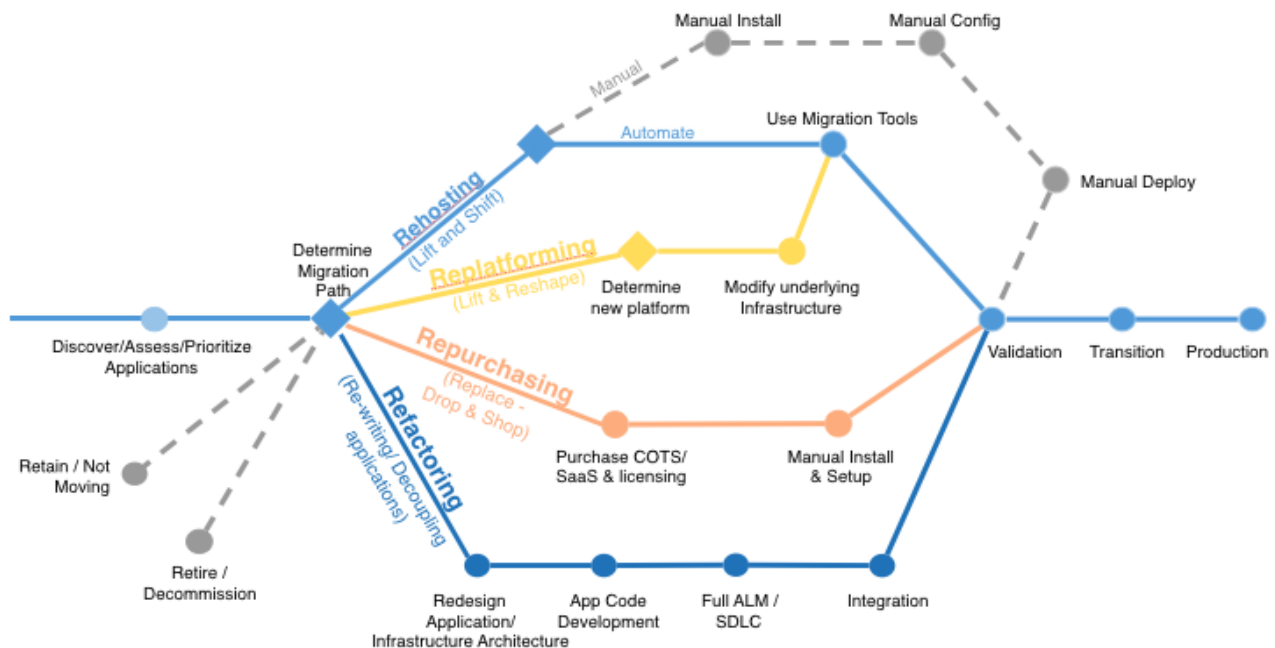 Manual Install
Manual Config
Manual
Use Migration Tools
Automate
Manual Deploy
Rehosting
(Lift and Shift)
Determine
Migration
Path
Replatforming
(Lift & Reshape)
Determine
new platform
Modify underlying
Infrastructure
Discover/Assess/Prioritize
Applications
Repurchasing
(Replace -
Drop & Shop)
Validation
Transition
Production
Refactoring
(Re-writing/ Decoupling
applications)
Retain / Not
Moving
Purchase COTS/
SaaS & licensing
Manual Install
& Setup
Retire /
Decommission
Redesign
Application/
Infrastructure Architecture
App Code
Development
Full ALM /
SDLC
Integration